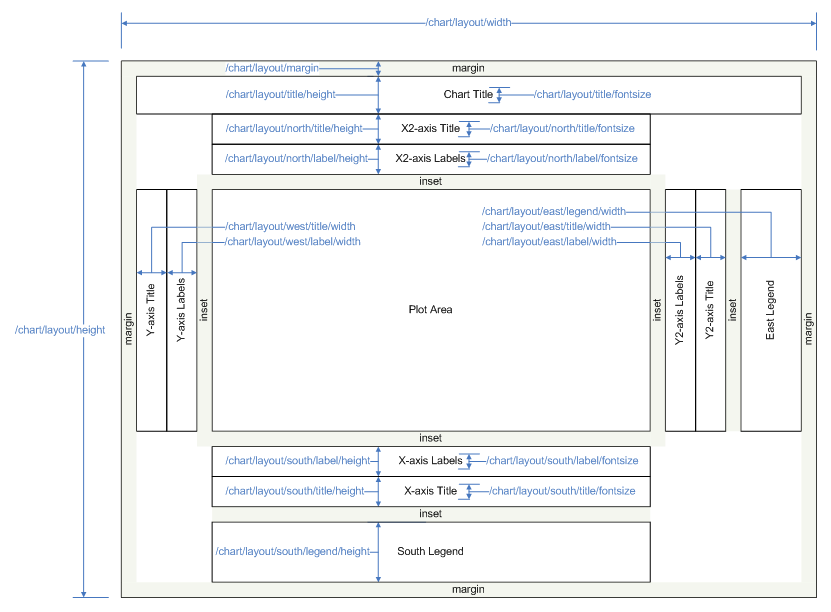 /chart/layout/width
/chart/layout/margin
margin
/chart/layout/title/height
Chart Title
/chart/layout/title/fontsize
/chart/layout/north/title/height
X2-axis Title
/chart/layout/north/title/fontsize
/chart/layout/north/label/height
X2-axis Labels
/chart/layout/north/label/fontsize
inset
/chart/layout/east/legend/width
/chart/layout/west/title/width
/chart/layout/east/title/width
/chart/layout/west/label/width
/chart/layout/east/label/width
/chart/layout/height
margin
Y-axis Title
Y-axis Labels
inset
Plot Area
inset
Y2-axis Labels
Y2-axis Title
inset
East Legend
margin
inset
/chart/layout/south/label/height
X-axis Labels
/chart/layout/south/label/fontsize
/chart/layout/south/title/height
X-axis Title
/chart/layout/south/title/fontsize
inset
/chart/layout/south/legend/height
South Legend
margin